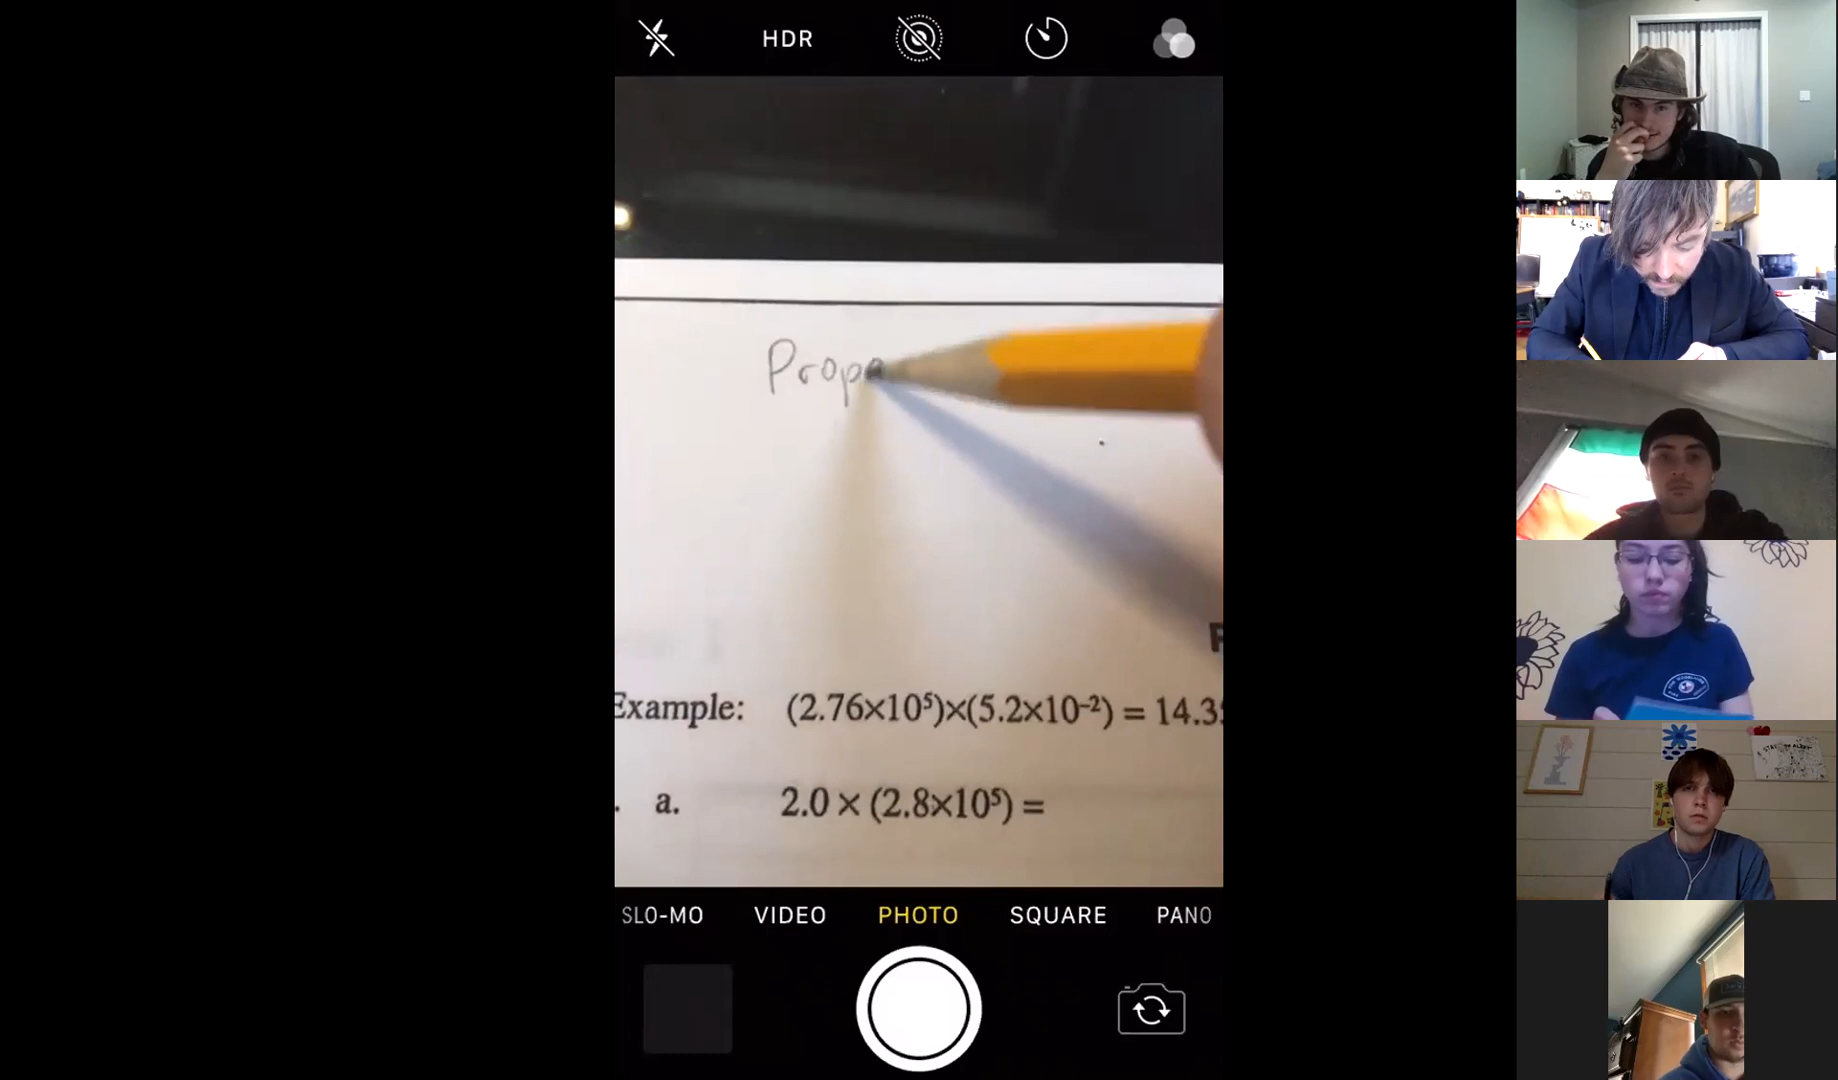 HDR
Prop
Example: (2.76×10⁵)×(5.2×10⁻²) = 14.3
a. 2.0 × (2.8×10⁵) =
SLO-MO VIDEO PHOTO SQUARE PANO